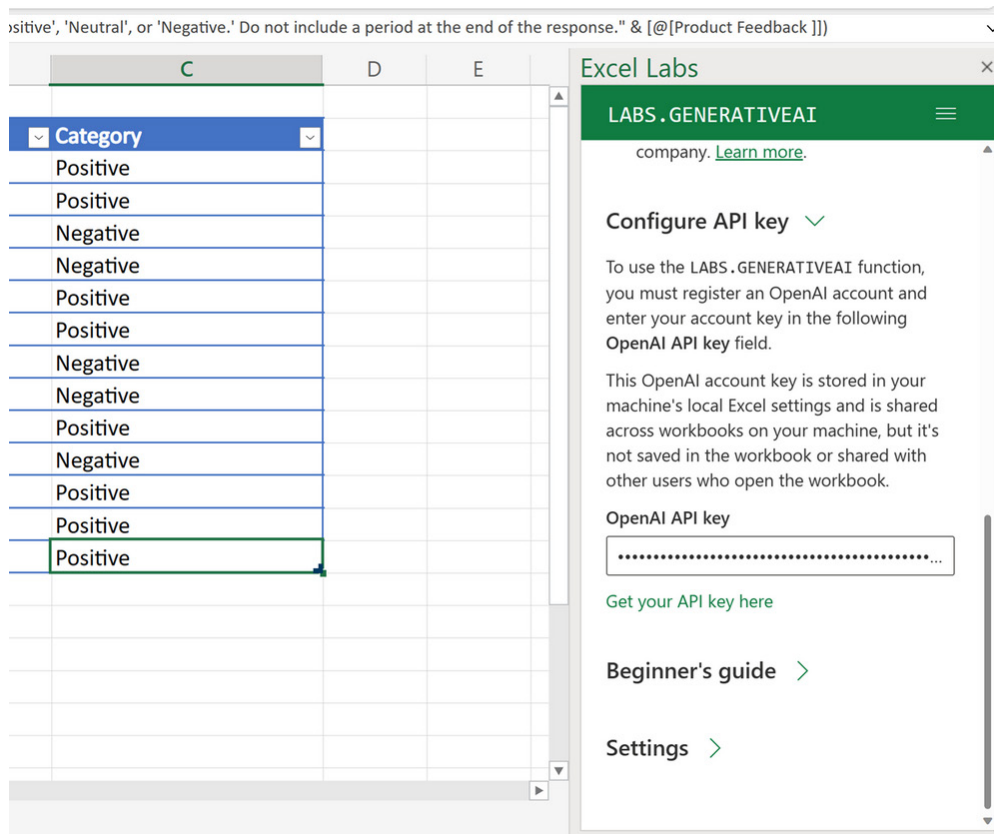 ositive', 'Neutral', or 'Negative.' Do not include a period at the end of the response." & [@[Product Feedback ]])
C D E
Category
Positive
Positive
Negative
Negative
Positive
Positive
Negative
Negative
Positive
Negative
Positive
Positive
Positive
Excel Labs
LABS.GENERATIVEAI
company. Learn more.
Configure API key
To use the LABS.GENERATIVEAI function,
you must register an OpenAI account and
enter your account key in the following
OpenAI API key field.
This OpenAI account key is stored in your
machine's local Excel settings and is shared
across workbooks on your machine, but it's
not saved in the workbook or shared with
other users who open the workbook.
OpenAI API key
Get your API key here
Beginner's guide
Settings